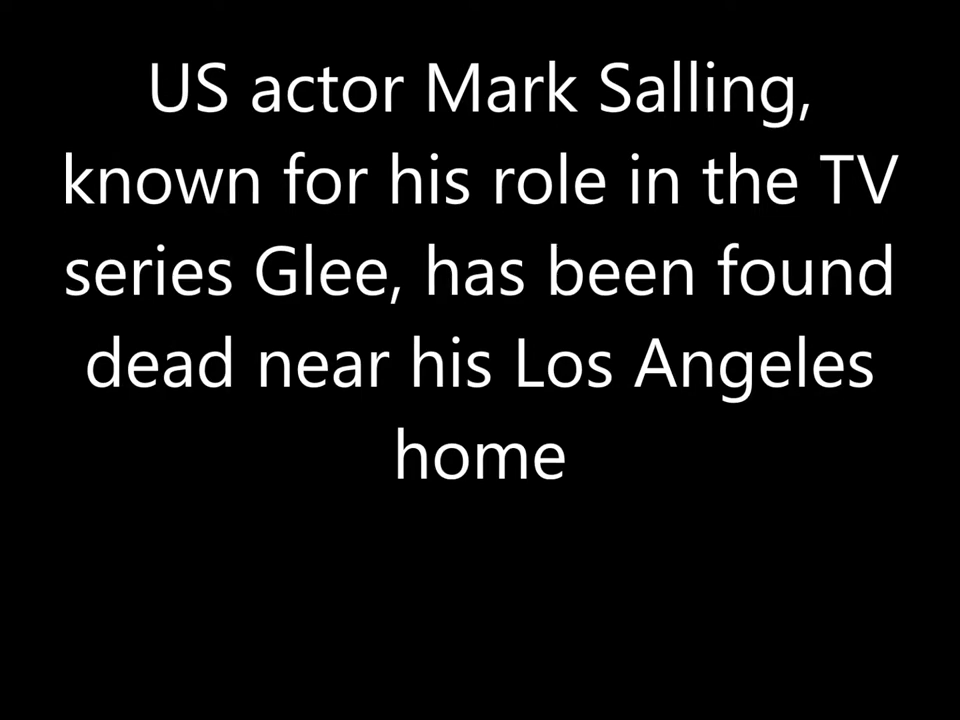 US actor Mark Salling,
known for his role in the TV
series Glee, has been found
dead near his Los Angeles
home